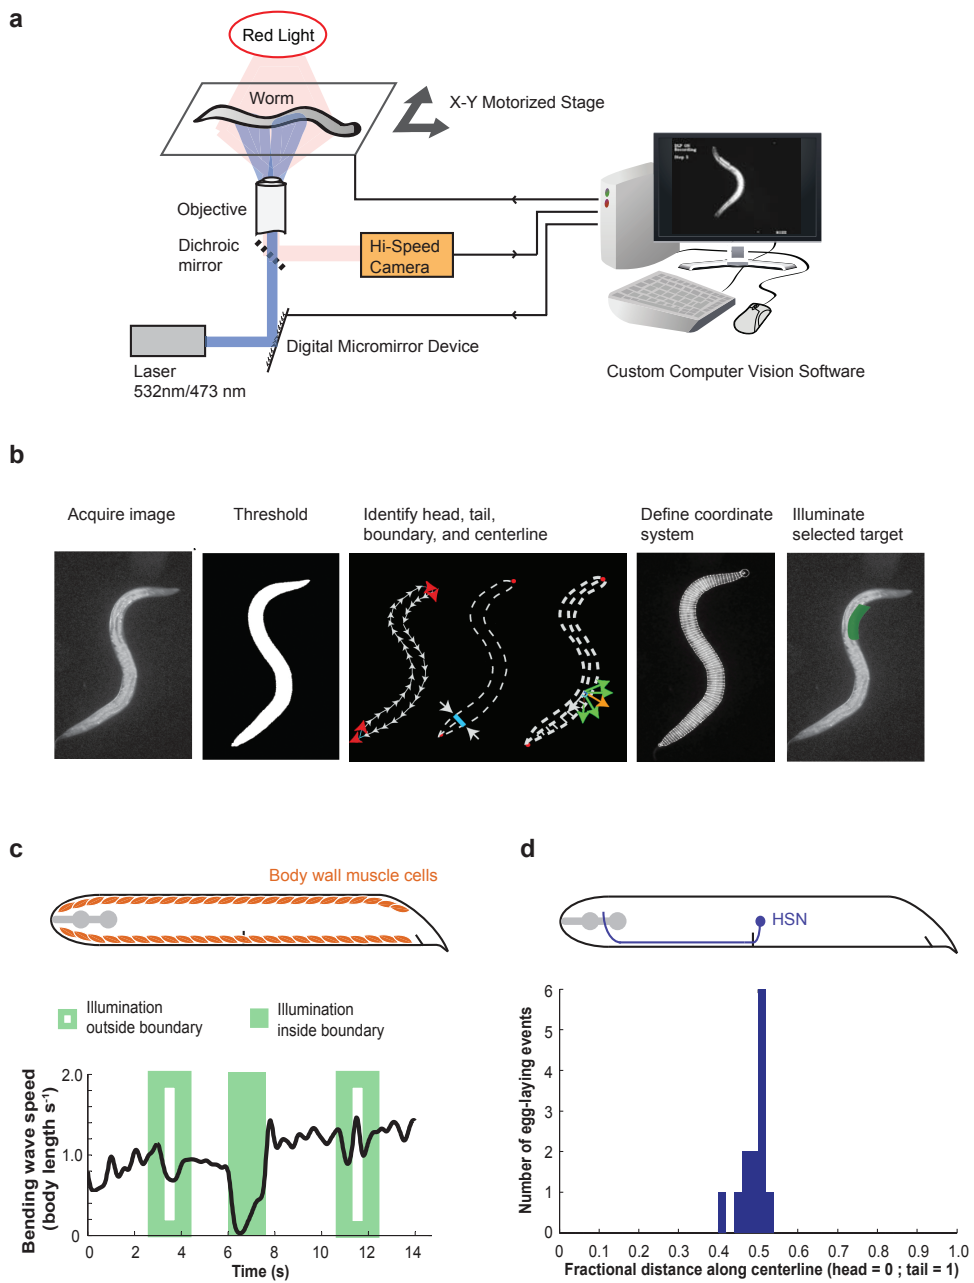 a
Red Light
Worm
X-Y Motorized Stage
Objective
Dichroic
mirror
Hi-Speed
Camera
Laser
532nm/473 nm
Digital Micromirror Device
Custom Computer Vision Software
b
Acquire image
Threshold
Identify head, tail,
boundary, and centerline
Define coordinate
system
Illuminate
selected target
c
Body wall muscle cells
Illumination
outside boundary
Illumination
inside boundary
Bending wave speed
(body length s-1)
2.0
1.0
0
0 2 4 6 8 10 12 14
Time (s)
d
HSN
Number of egg-laying events
6
5
4
3
2
1
0
0 0.1 0.2 0.3 0.4 0.5 0.6 0.7 0.8 0.9 1.0
Fractional distance along centerline (head = 0 ; tail = 1)